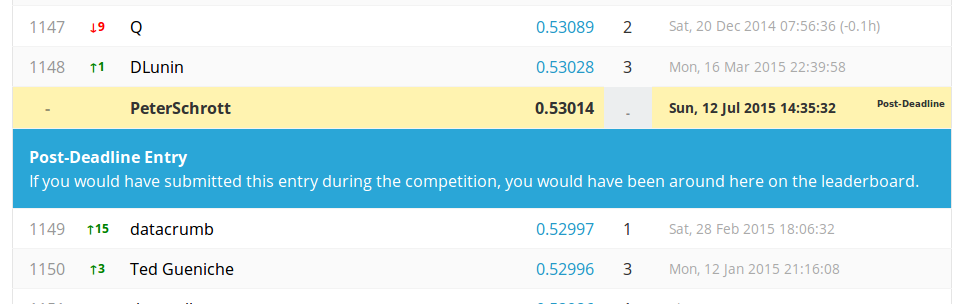 1147 ↓9 Q 0.53089 2 Sat, 20 Dec 2014 07:56:36 (-0.1h)
1148 ↑1 DLunin 0.53028 3 Mon, 16 Mar 2015 22:39:58
- PeterSchrott 0.53014 - Sun, 12 Jul 2015 14:35:32 Post-Deadline
Post-Deadline Entry
If you would have submitted this entry during the competition, you would have been around here on the leaderboard.
1149 ↑15 datacrumb 0.52997 1 Sat, 28 Feb 2015 18:06:32
1150 ↑3 Ted Gueniche 0.52996 3 Mon, 12 Jan 2015 21:16:08